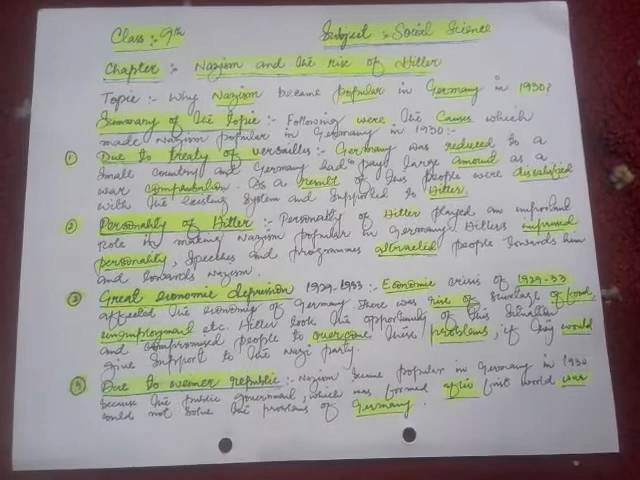 Class :- 9th Subject :- Social Science
Chapter :- Nazism and the rise of Hitler
Topic :- Why Nazism became popular in Germany in 1930?
Summary of the topic :- Following were the Causes which
made Nazism popular in Germany in 1930 :-
① Due to treaty of versailles :- Germany was reduced to a
small country and Germany had to pay large amount as a
war compensation. As a result of this people were dissatisfied
with the existing system and supported to Hitler.
② Personality of Hitler :- Personality of Hitler played an important
Role in making Nazism popular in Germany Hitler's
personality, speeches and programmes attracted people towards him
and towards nazism.
③ Great economic depression 1929-1933 :- Economic crisis of 1929-33
affected the economy of Germany There was rise of shortage of food,
unemployment etc. Hitler took the opportunity of this situation
and people to overcome these problems, if they would
give support to the Nazi party.
④ Due to weimer republic :- Nazism became popular in Germany in 1930
because the public government, which was formed after first world war
could not solve the problems of Germany.